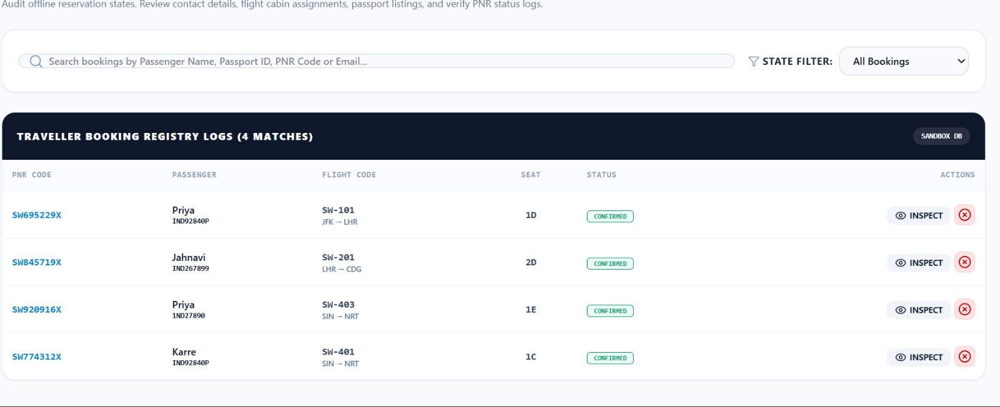 Audit offline reservation states. Review contact details, flight cabin assignments, passport listings, and verify PNR status logs.
Search bookings by Passenger Name, Passport ID, PNR Code or Email...
STATE FILTER:
All Bookings
TRAVELLER BOOKING REGISTRY LOGS (4 MATCHES)
SANDBOX DB
PNR CODE PASSENGER FLIGHT CODE SEAT STATUS ACTIONS
SW695229X Priya SW-101 1D CONFIRMED INSPECT
IND92840P JFK → LHR
SW845719X Jahnavi SW-201 2D CONFIRMED INSPECT
IND267899 LHR → CDG
SW920916X Priya SW-403 1E CONFIRMED INSPECT
1ND27890 SIN → NRT
SW774312X Karre SW-401 1C CONFIRMED INSPECT
IND92840P SIN → NRT